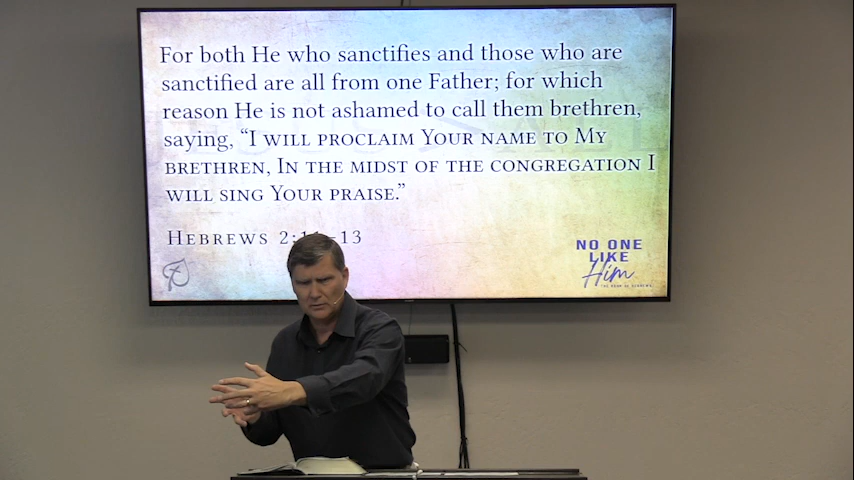 For both He who sanctifies and those who are
sanctified are all from one Father; for which
reason He is not ashamed to call them brethren,
saying, “I WILL PROCLAIM YOUR NAME TO MY
BRETHREN, IN THE MIDST OF THE CONGREGATION I
WILL SING YOUR PRAISE.”
HEBREWS 2:11–13
NO ONE
LIKE
Him